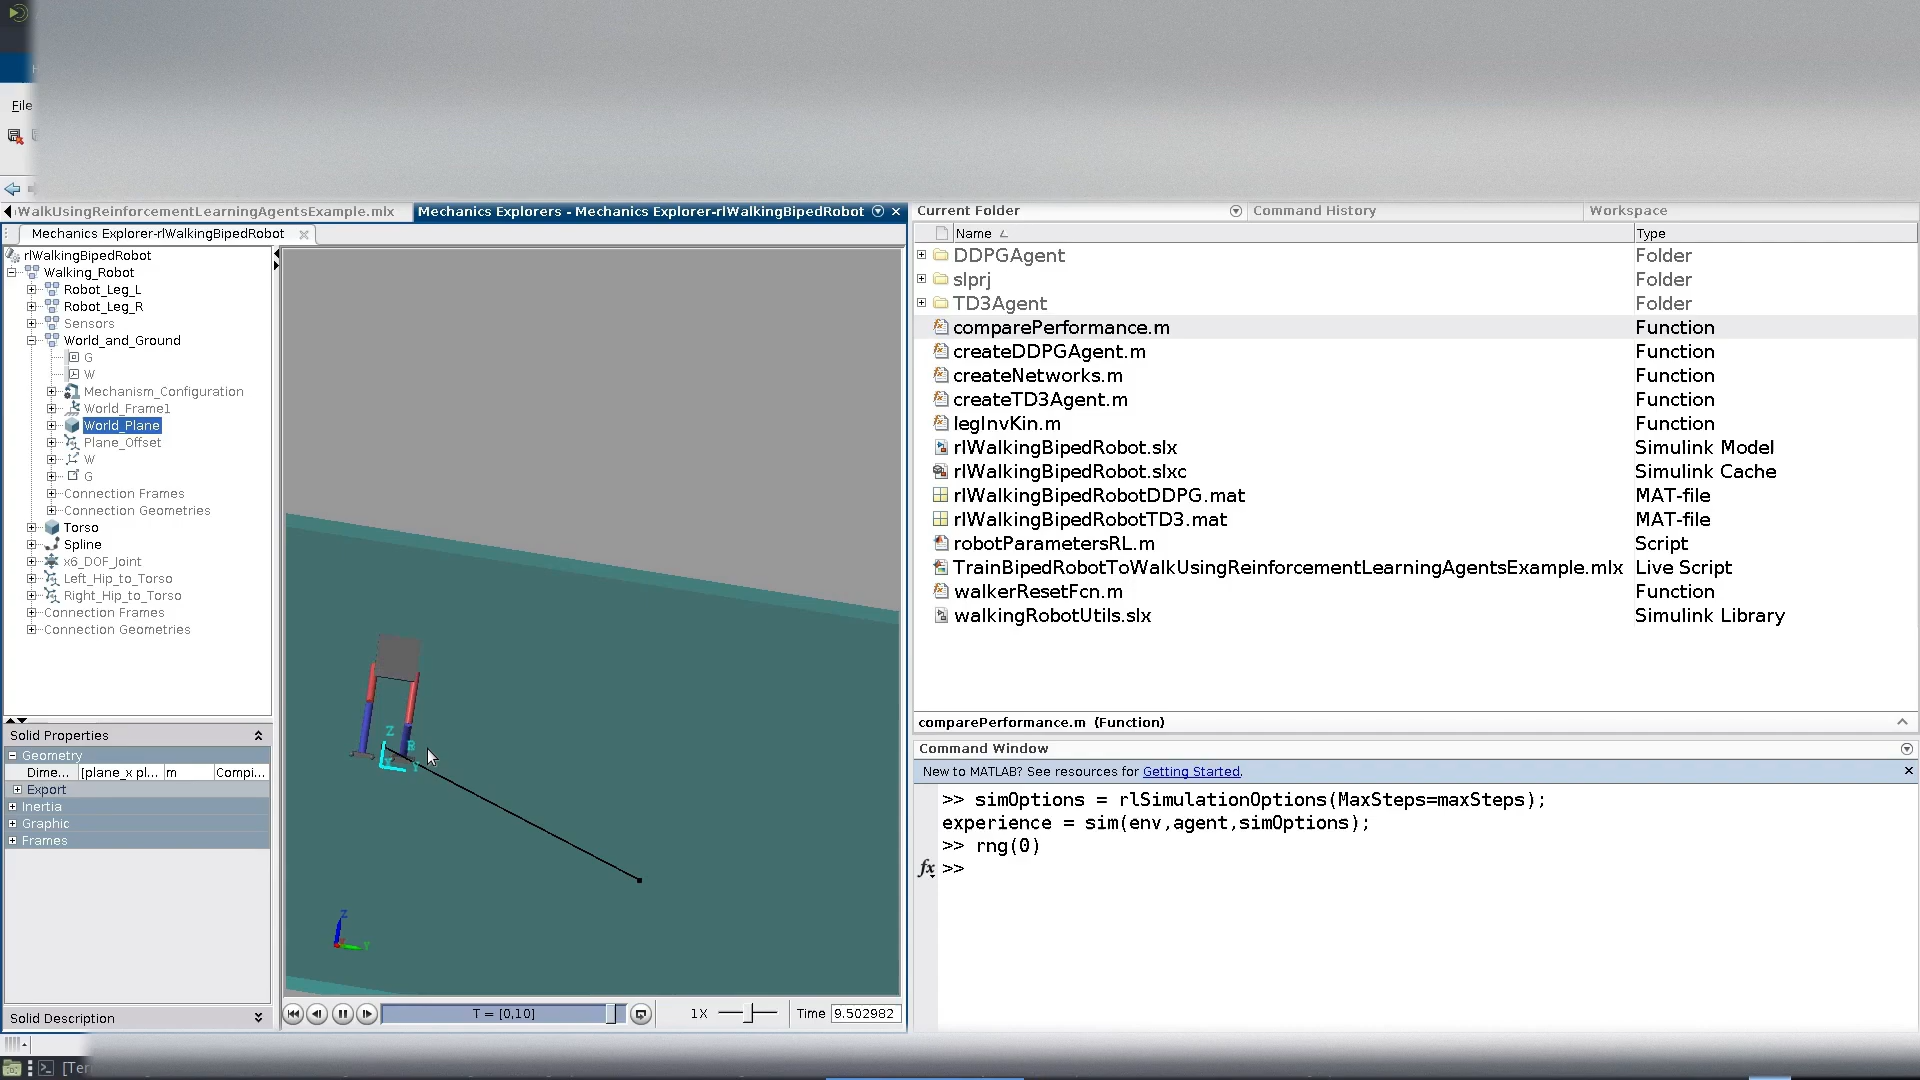 File
WalkUsingReinforcementLearningAgentsExample.mlx
Mechanics Explorers - Mechanics Explorer-rlWalkingBipedRobot
Mechanics Explorer-rlWalkingBipedRobot
rlWalkingBipedRobot
Walking_Robot
Robot_Leg_L
Robot_Leg_R
Sensors
World_and_Ground
G
W
Mechanism_Configuration
World_Frame1
World_Plane
Plane_Offset
W
G
Connection Frames
Connection Geometries
Torso
Spline
x6_DOF_Joint
Left_Hip_to_Torso
Right_Hip_to_Torso
Connection Frames
Connection Geometries
Solid Properties
Geometry
Dime... [plane_x pl... m Compi...
Export
Inertia
Graphic
Frames
Solid Description
Z
R
Y
Z
Y
T = [0,10]
1X
Time 9.502982
Current Folder
Command History
Workspace
Name Type
DDPGAgent Folder
slprj Folder
TD3Agent Folder
comparePerformance.m Function
createDDPGAgent.m Function
createNetworks.m Function
createTD3Agent.m Function
legInvKin.m Function
rlWalkingBipedRobot.slx Simulink Model
rlWalkingBipedRobot.slxc Simulink Cache
rlWalkingBipedRobotDDPG.mat MAT-file
rlWalkingBipedRobotTD3.mat MAT-file
robotParametersRL.m Script
TrainBipedRobotToWalkUsingReinforcementLearningAgentsExample.mlx Live Script
walkerResetFcn.m Function
walkingRobotUtils.slx Simulink Library
comparePerformance.m (Function)
Command Window
New to MATLAB? See resources for Getting Started.
>> simOptions = rlSimulationOptions(MaxSteps=maxSteps);
experience = sim(env,agent,simOptions);
>> rng(0)
fx >>
[Ter